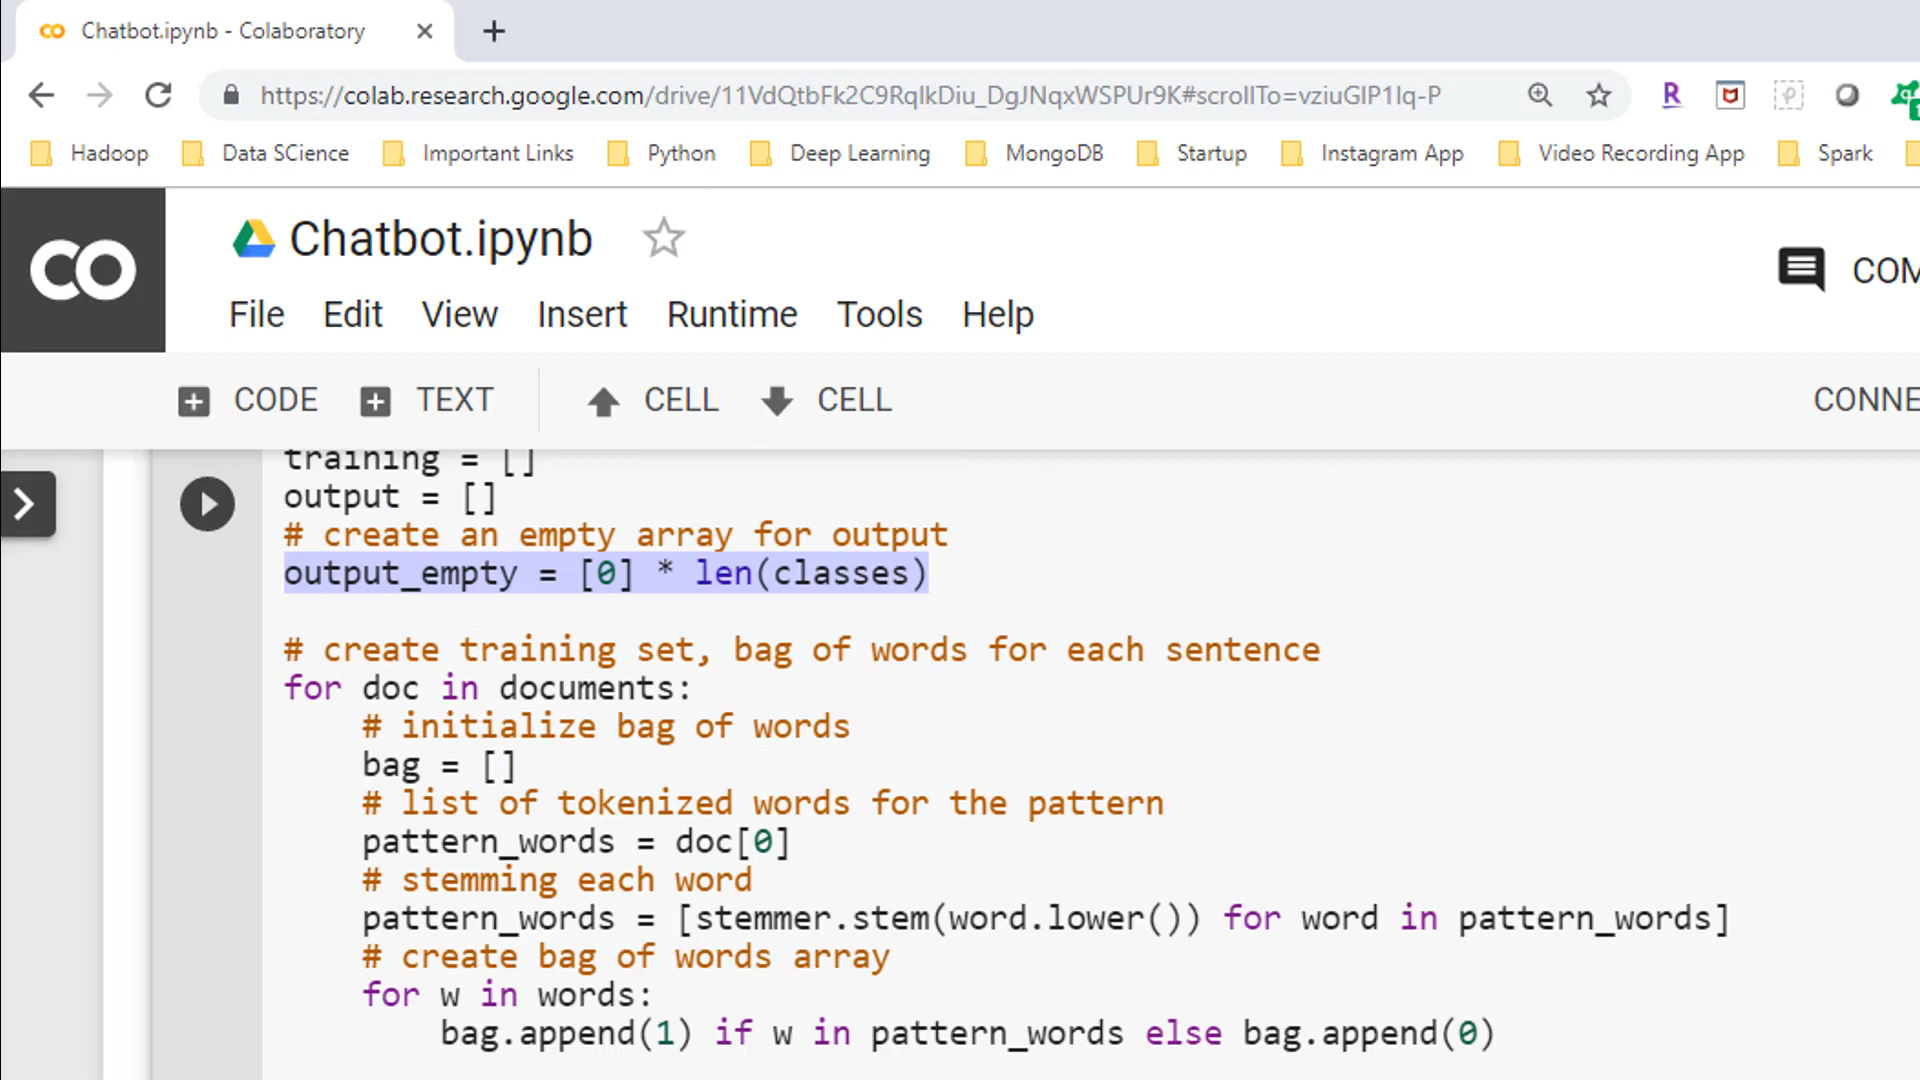 Chatbot.ipynb - Colaboratory
https://colab.research.google.com/drive/11VdQtbFk2C9RqIkDiu_DgJNqxWSPUr9K#scrollTo=vziuGIP1Iq-P
Hadoop Data SCience Important Links Python Deep Learning MongoDB Startup Instagram App Video Recording App Spark
Chatbot.ipynb
COM
File Edit View Insert Runtime Tools Help
CODE TEXT CELL CELL CONNE
training = []
output = []
# create an empty array for output
output_empty = [0] * len(classes)
# create training set, bag of words for each sentence
for doc in documents:
# initialize bag of words
bag = []
# list of tokenized words for the pattern
pattern_words = doc[0]
# stemming each word
pattern_words = [stemmer.stem(word.lower()) for word in pattern_words]
# create bag of words array
for w in words:
bag.append(1) if w in pattern_words else bag.append(0)